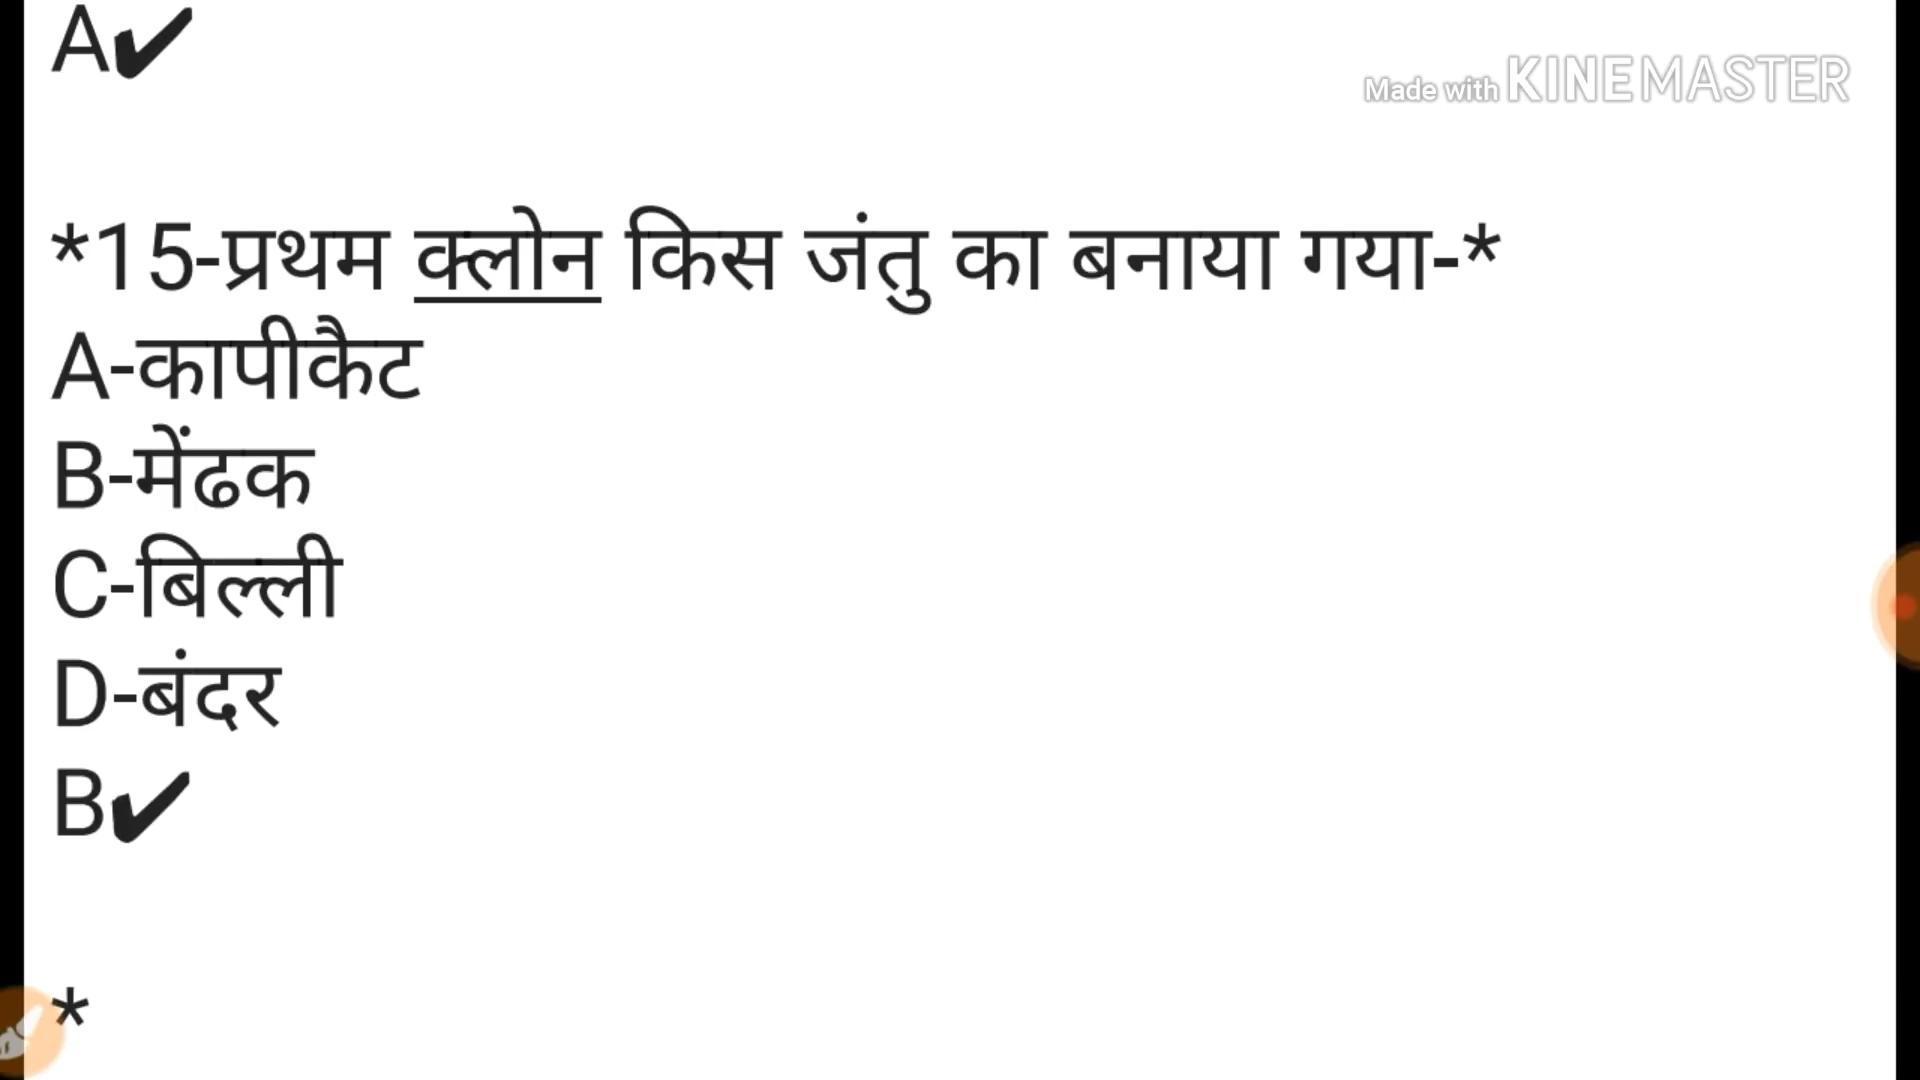 A✔
Made with KINEMASTER
*15-प्रथम क्लोन किस जंतु का बनाया गया-*
A-कापीकैट
B-मेंढक
C-बिल्ली
D-बंदर
B✔
*